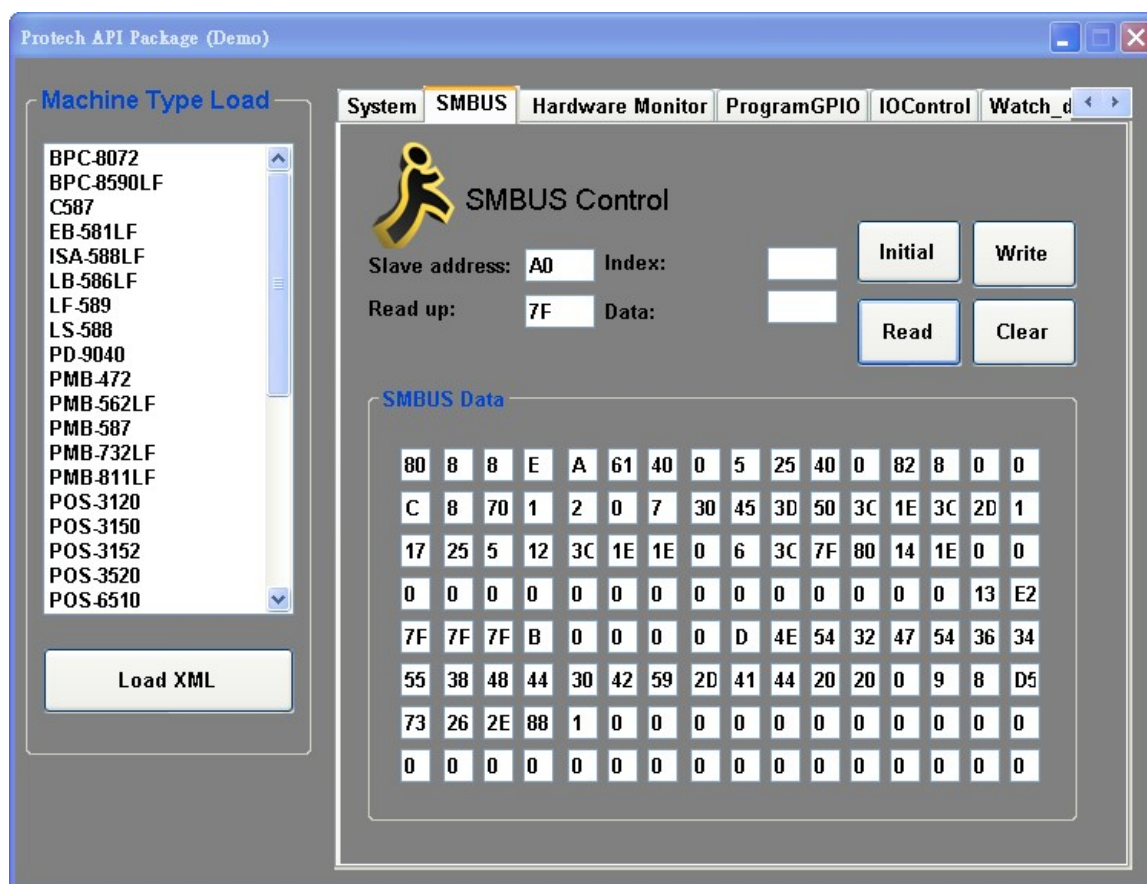 Protech API Package (Demo)
Machine Type Load
BPC-8072
BPC-8590LF
C587
EB-581LF
ISA-588LF
LB-586LF
LF-589
LS-588
PD-9040
PMB-472
PMB-562LF
PMB-587
PMB-732LF
PMB-811LF
POS-3120
POS-3150
POS-3152
POS-3520
POS-6510
Load XML
System SMBUS Hardware Monitor ProgramGPIO IOControl Watch_d
SMBUS Control
Slave address: A0 Index:
Read up: 7F Data:
Initial Write
Read Clear
SMBUS Data
80 8 8 E A 61 40 0 5 25 40 0 82 8 0 0
C 8 70 1 2 0 7 30 45 3D 50 3C 1E 3C 2D 1
17 25 5 12 3C 1E 1E 0 6 3C 7F 80 14 1E 0 0
0 0 0 0 0 0 0 0 0 0 0 0 0 0 13 E2
7F 7F 7F B 0 0 0 0 D 4E 54 32 47 54 36 34
55 38 48 44 30 42 59 2D 41 44 20 20 0 9 8 D5
73 26 2E 88 1 0 0 0 0 0 0 0 0 0 0 0
0 0 0 0 0 0 0 0 0 0 0 0 0 0 0 0